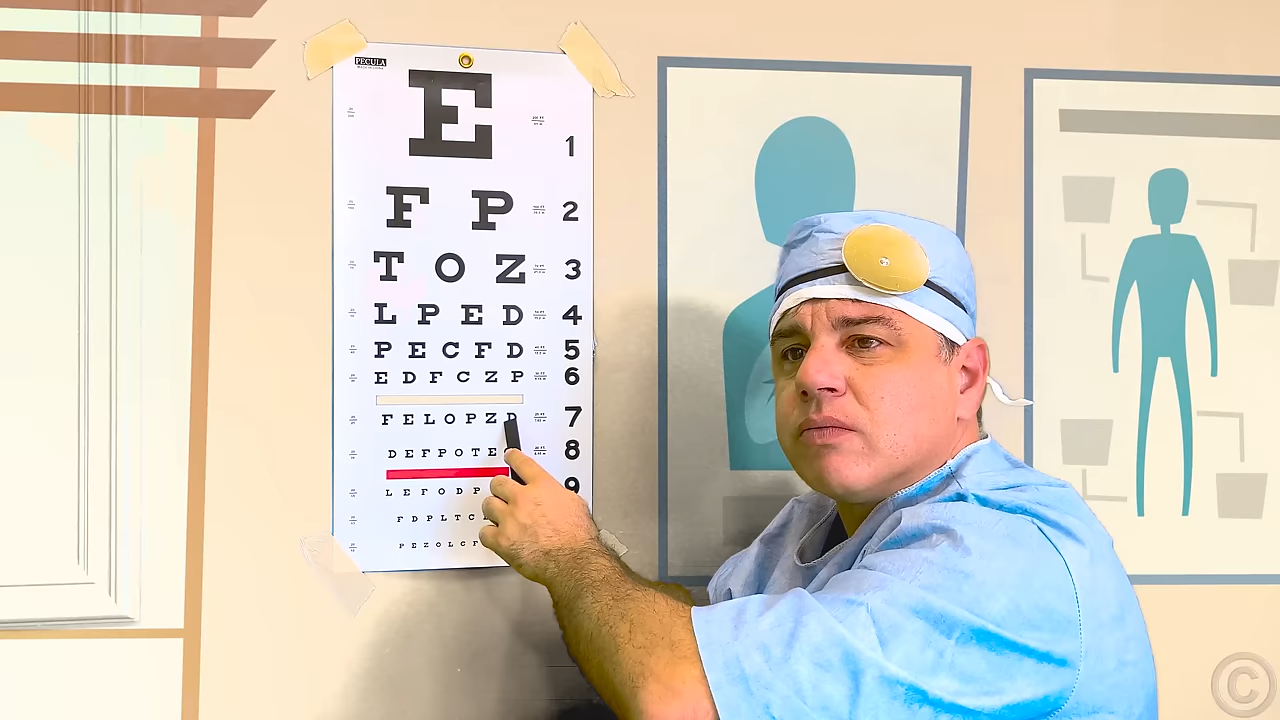 PECULA
E 1
F P 2
T O Z 3
L P E D 4
P E C F D 5
E D F C Z P 6
F E L O P Z D 7
D E F P O T E 8
L E F O D P 9
F D P L T C
P E Z O L C F
©